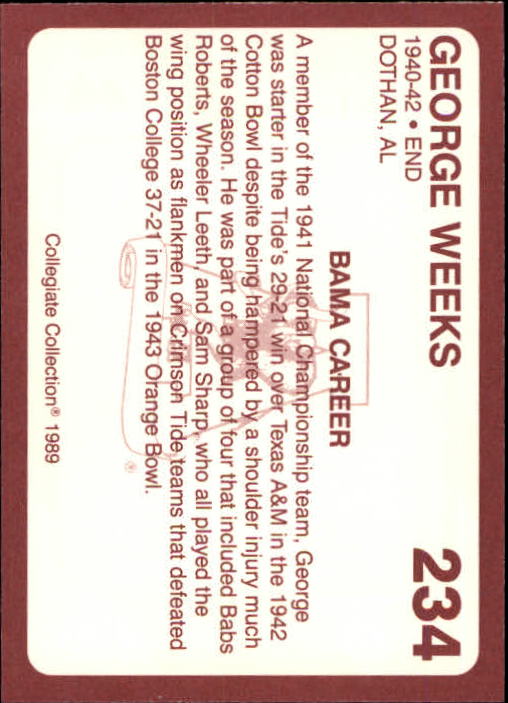 GEORGE WEEKS 234
1940-42 • END
DOTHAN, AL
BAMA CAREER
A member of the 1941 National Championship team, George
was starter in the Tide's 29-21 win over Texas A&M in the 1942
Cotton Bowl despite being hampered by a shoulder injury much
of the season. He was part of a group of four that included Babs
Roberts, Wheeler Leeth, and Sam Sharp, who all played the
wing position as flankmen on Crimson Tide teams that defeated
Boston College 37-21 in the 1943 Orange Bowl.
®
Collegiate Collection® 1989